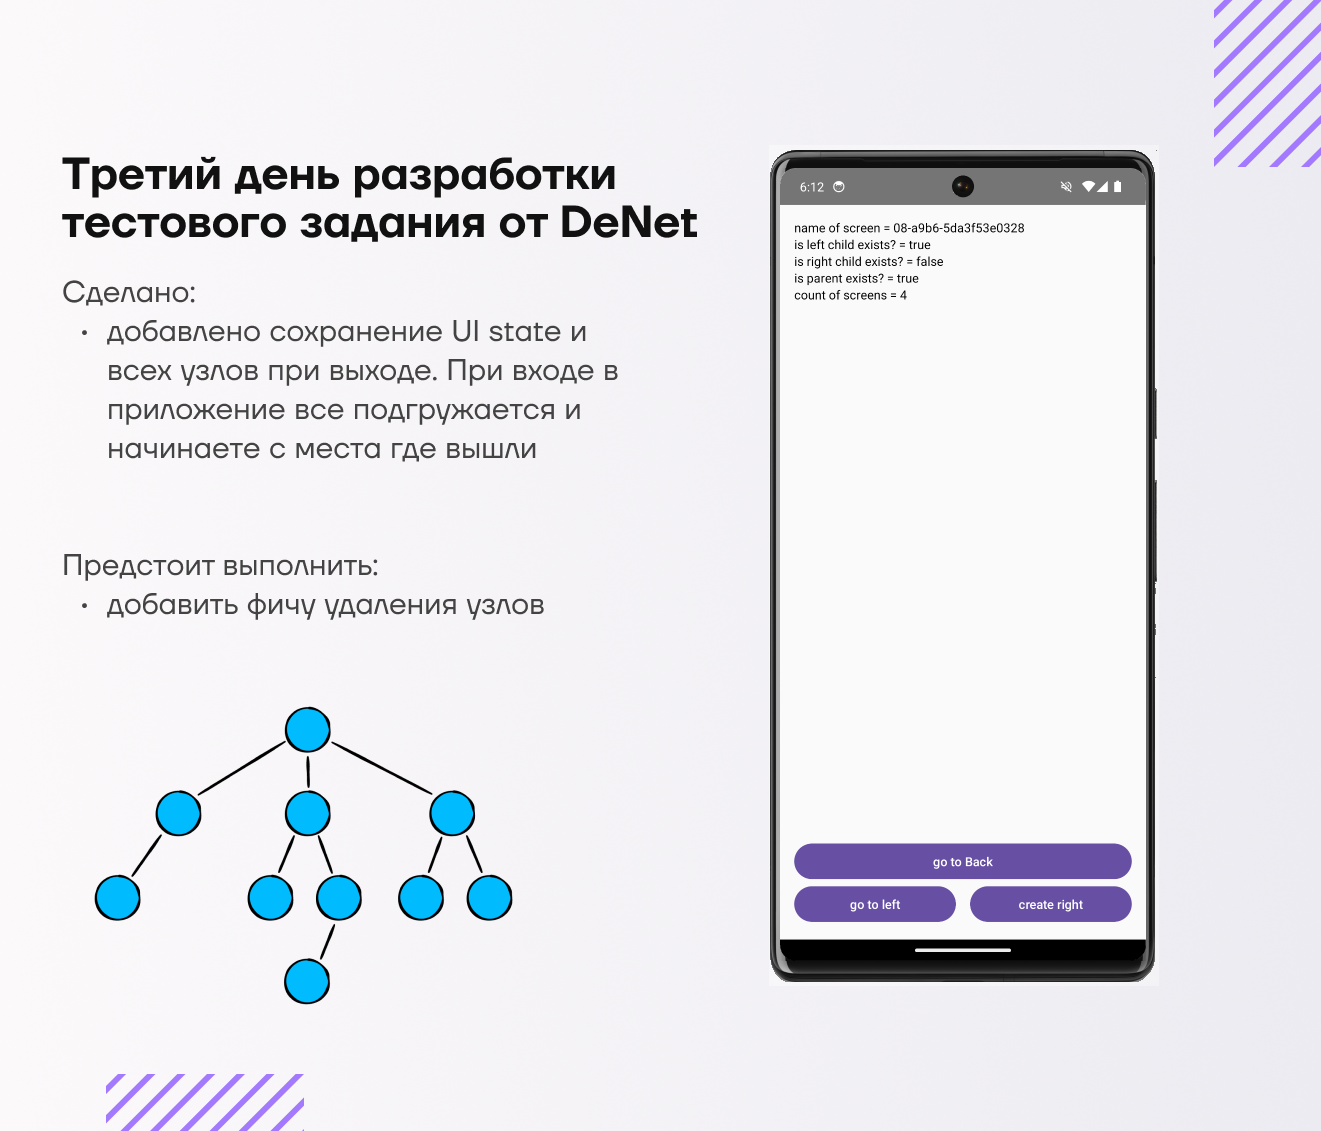 Третий день разработки
тестового задания от DeNet
Сделано:
• добавлено сохранение UI state и
всех узлов при выходе. При входе в
приложение все подгружается и
начинаете с места где вышли
Предстоит выполнить:
• добавить фичу удаления узлов
6:12
name of screen = 08-a9b6-5da3f53e0328
is left child exists? = true
is right child exists? = false
is parent exists? = true
count of screens = 4
go to Back
go to left
create right